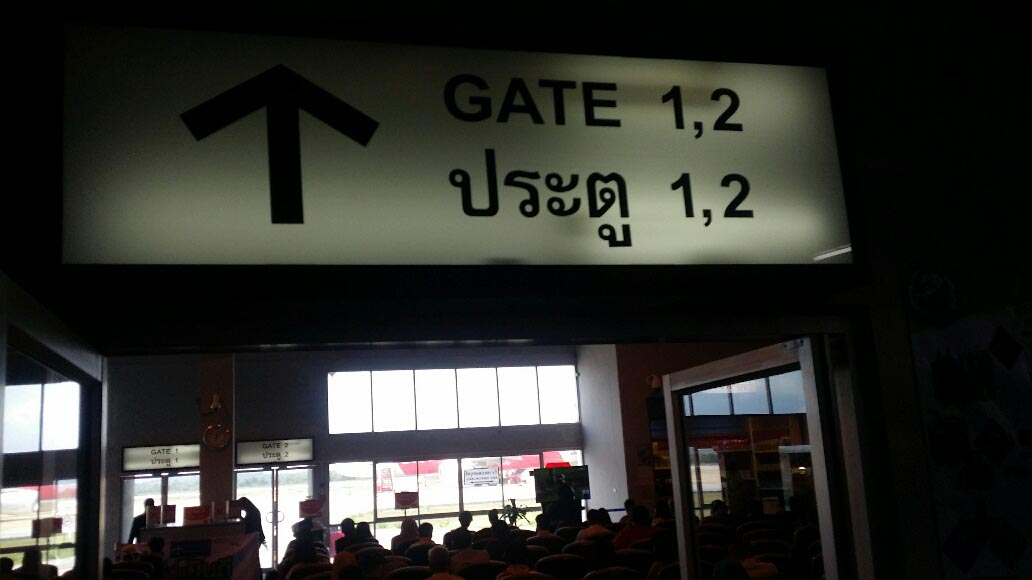 GATE 1,2
ประตู 1,2
GATE 1
ประตู 1
GATE 2
ประตู 2